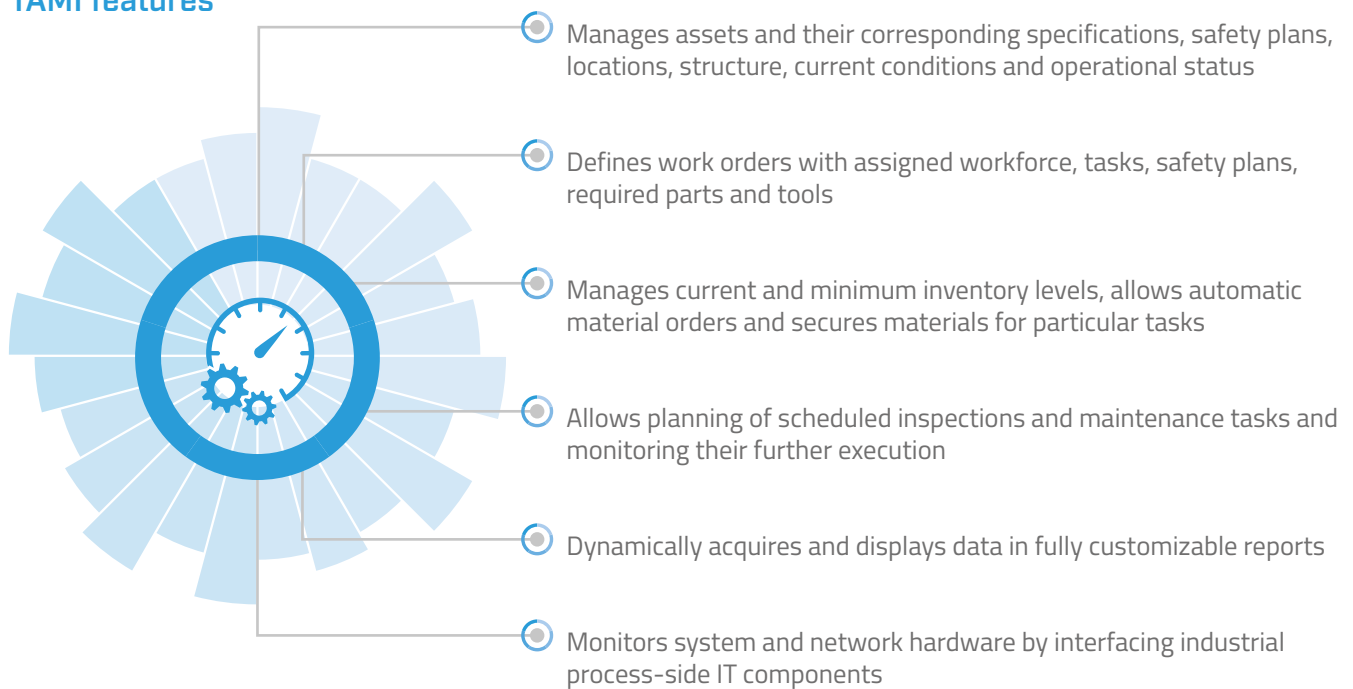 TAMI features
Manages assets and their corresponding specifications, safety plans,
locations, structure, current conditions and operational status
Defines work orders with assigned workforce, tasks, safety plans,
required parts and tools
Manages current and minimum inventory levels, allows automatic
material orders and secures materials for particular tasks
Allows planning of scheduled inspections and maintenance tasks and
monitoring their further execution
Dynamically acquires and displays data in fully customizable reports
Monitors system and network hardware by interfacing industrial
process-side IT components